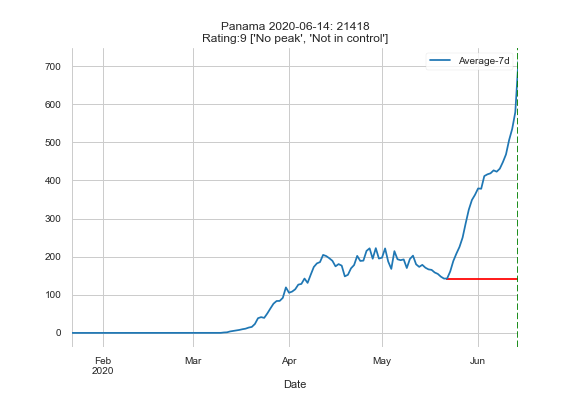 Panama 2020-06-14: 21418
Rating:9 ['No peak', 'Not in control']
Average-7d
700
600
500
400
300
200
100
0
Feb Mar Apr May Jun
2020
Date